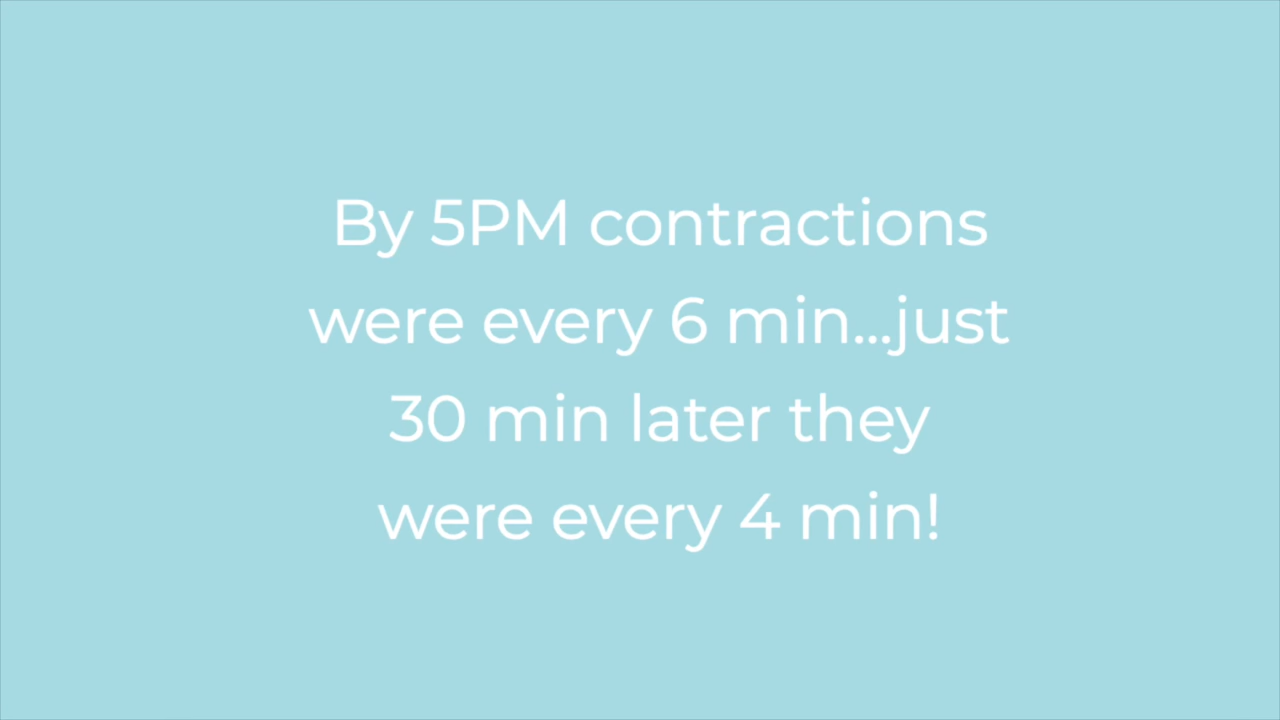 By 5PM contractions
were every 6 min...just
30 min later they
were every 4 min!